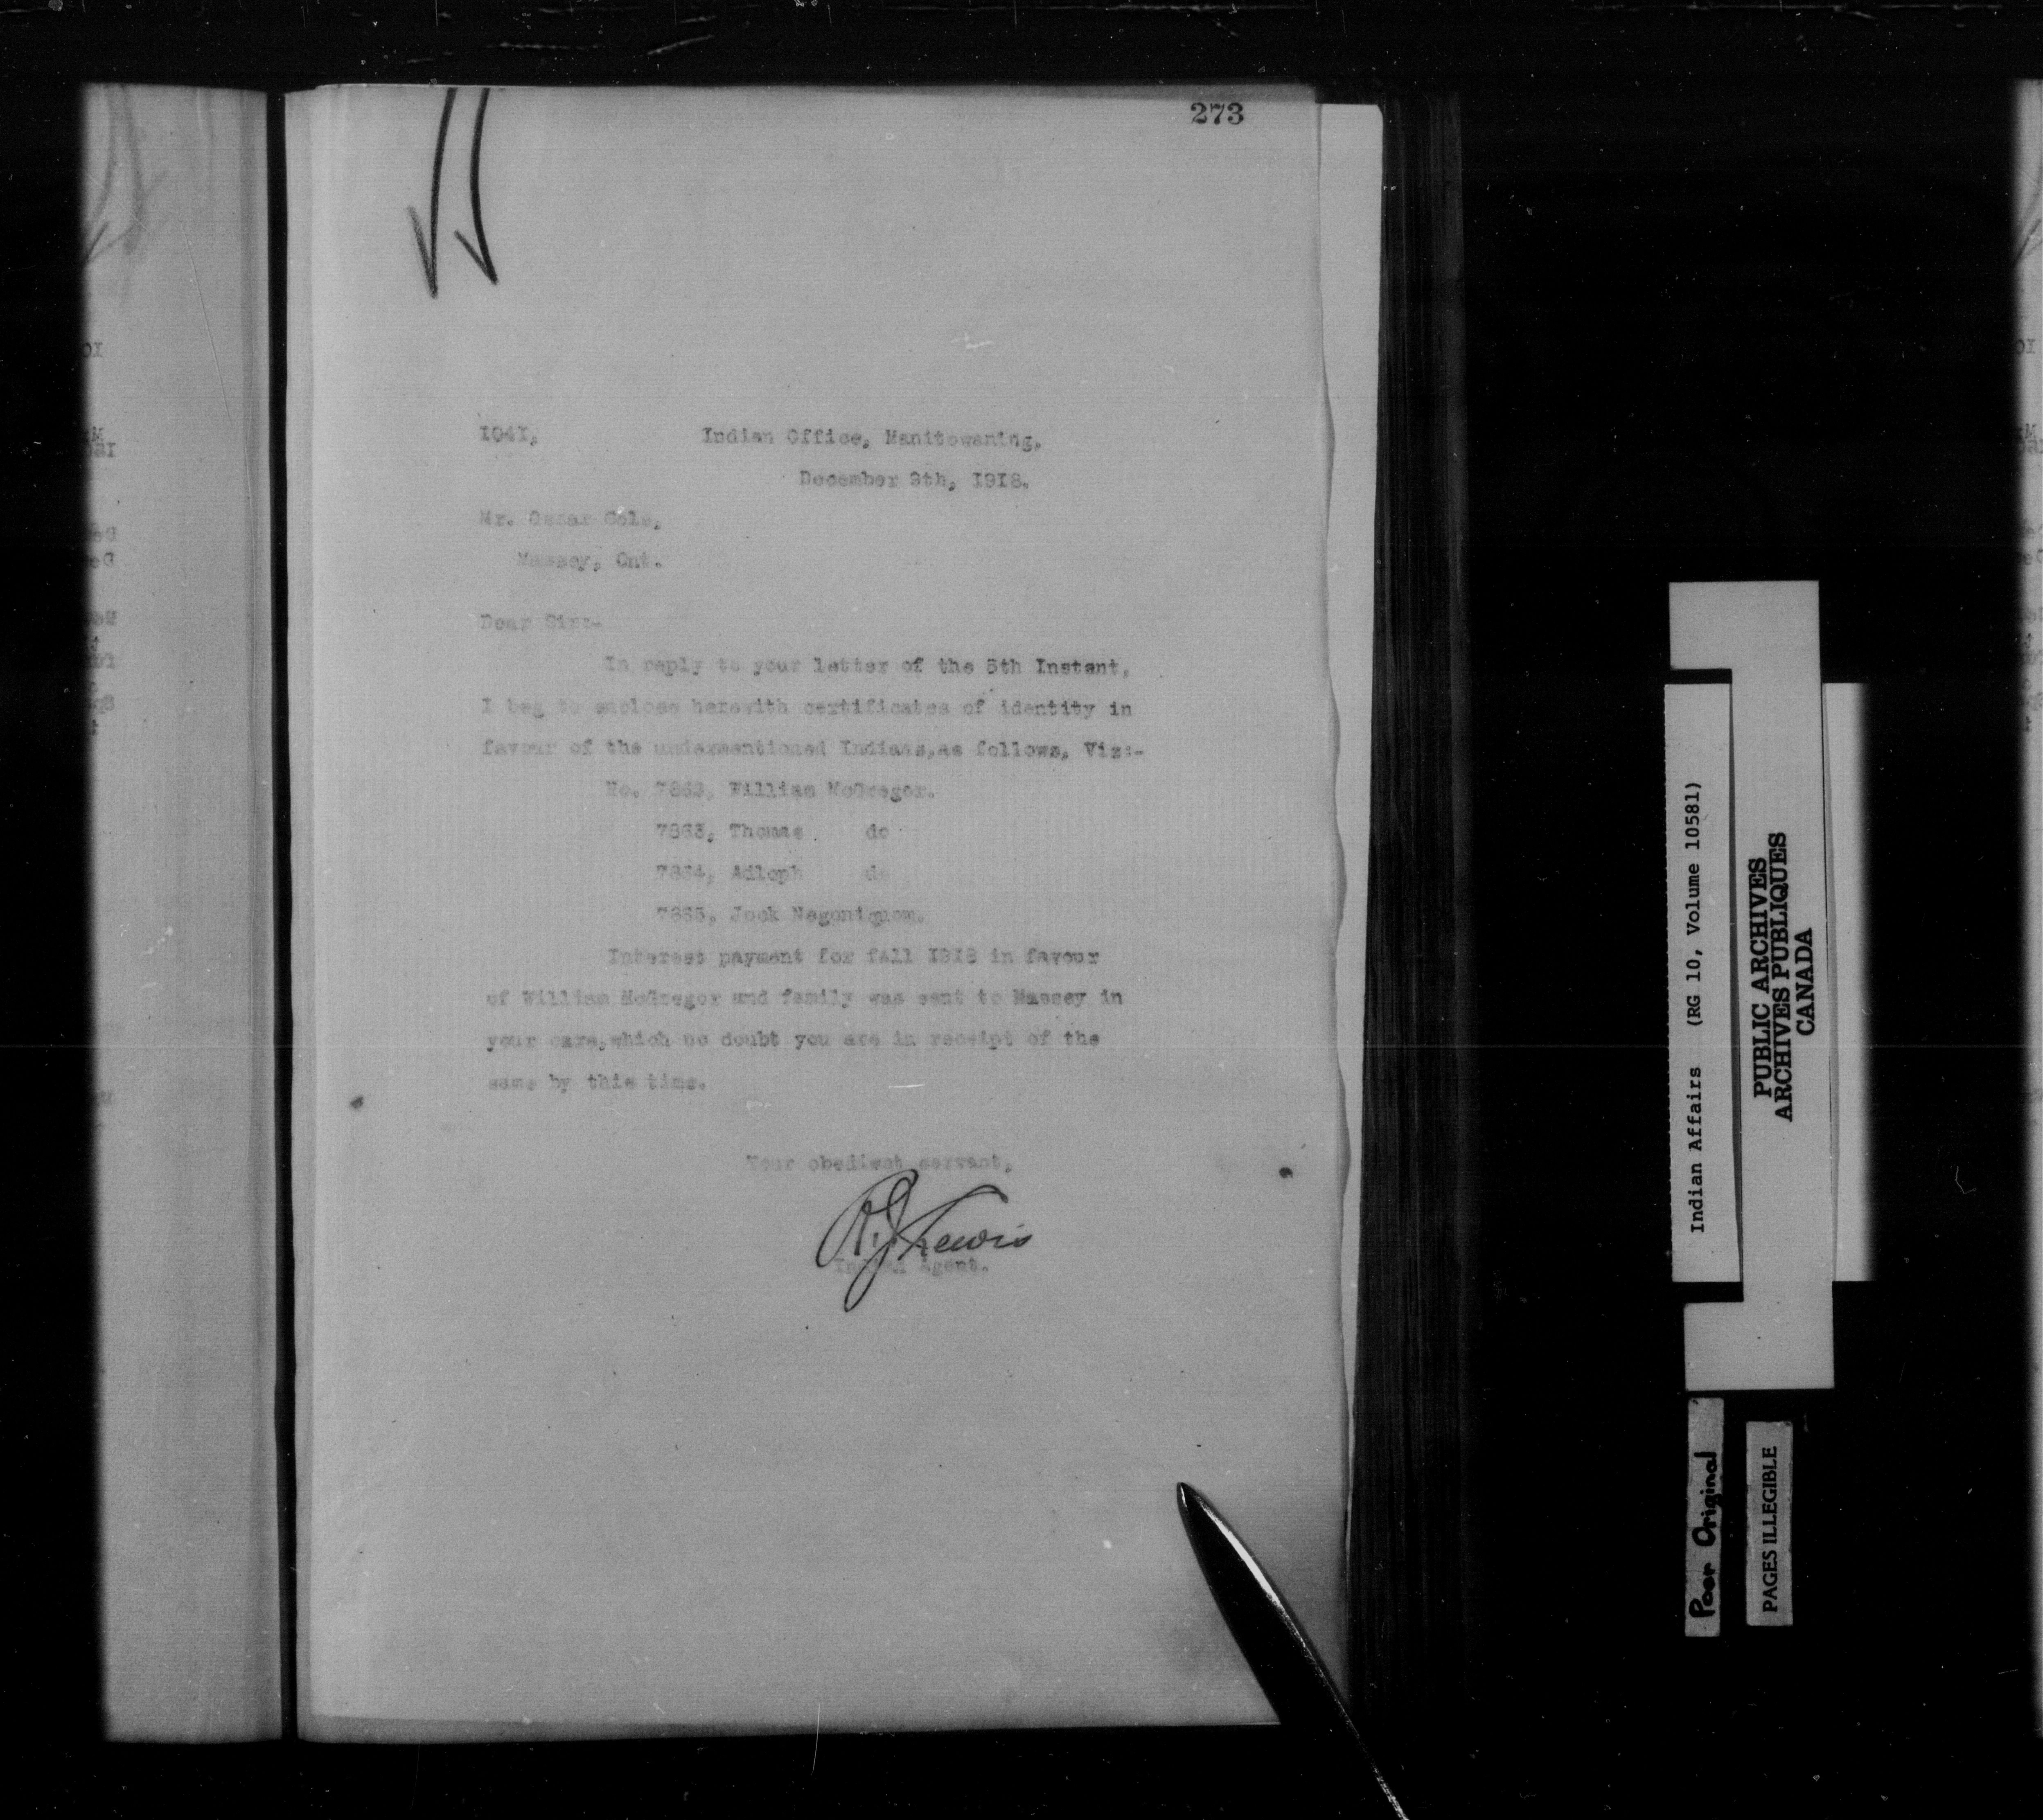 273
1041, Indian Office, Manitowaning,
December 9th, 1918.
Mr. Oscar Cole,
Massey, Ont.
Dear Sir:-
In reply to your letter of the 5th Instant,
I beg to enclose herewith certificates of identity in
favour of the undermentioned Indians,as follows, Viz:-
No. 7862, William McGregor.
7863, Thomas do
7864, Adloph do
7865, Jock Negoniquom.
Interest payment for fall 1918 in favour
of William McGregor and family was sent to Massey in
your care,which no doubt you are in receipt of the
same by this time.
Your obedient servant,
R.J. Lewis
Indian Agent.
Indian Affairs (RG 10, Volume 10581)
PUBLIC ARCHIVES
ARCHIVES PUBLIQUES
CANADA
Poor Original
PAGES ILLEGIBLE